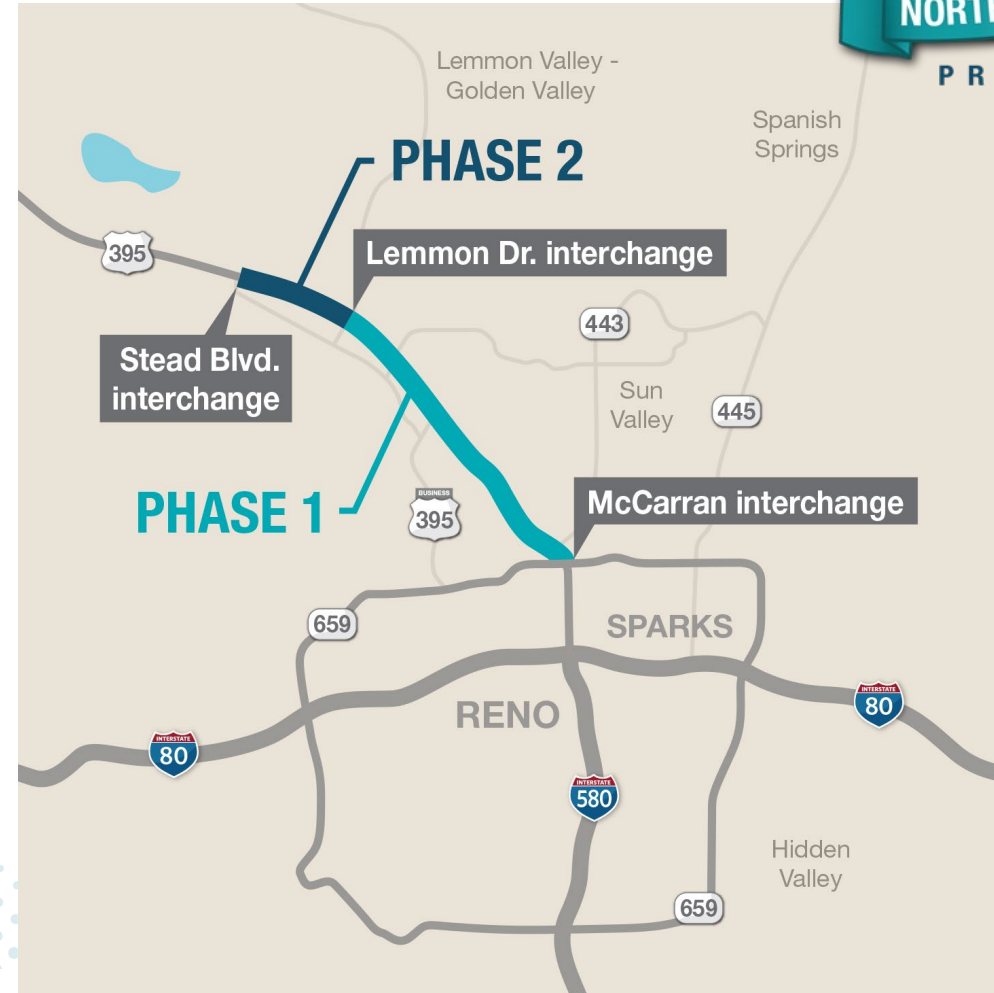 Lemmon Valley -
Golden Valley
Spanish
Springs
PHASE 2
395
Lemmon Dr. interchange
443
Stead Blvd.
interchange
Sun
Valley
445
PHASE 1
BUSINESS
395
McCarran interchange
659
SPARKS
RENO
INTERSTATE
80
INTERSTATE
80
INTERSTATE
580
Hidden
Valley
659